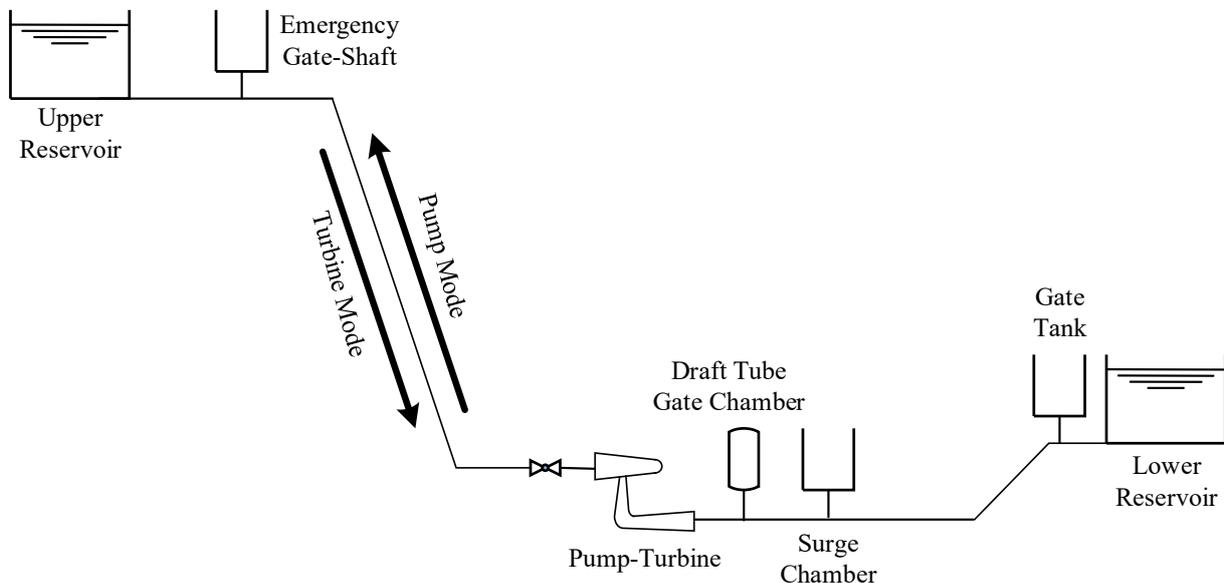 Emergency
Gate-Shaft
Upper
Reservoir
Turbine Mode
Pump Mode
Gate
Tank
Draft Tube
Gate Chamber
Lower
Reservoir
Pump-Turbine
Surge
Chamber